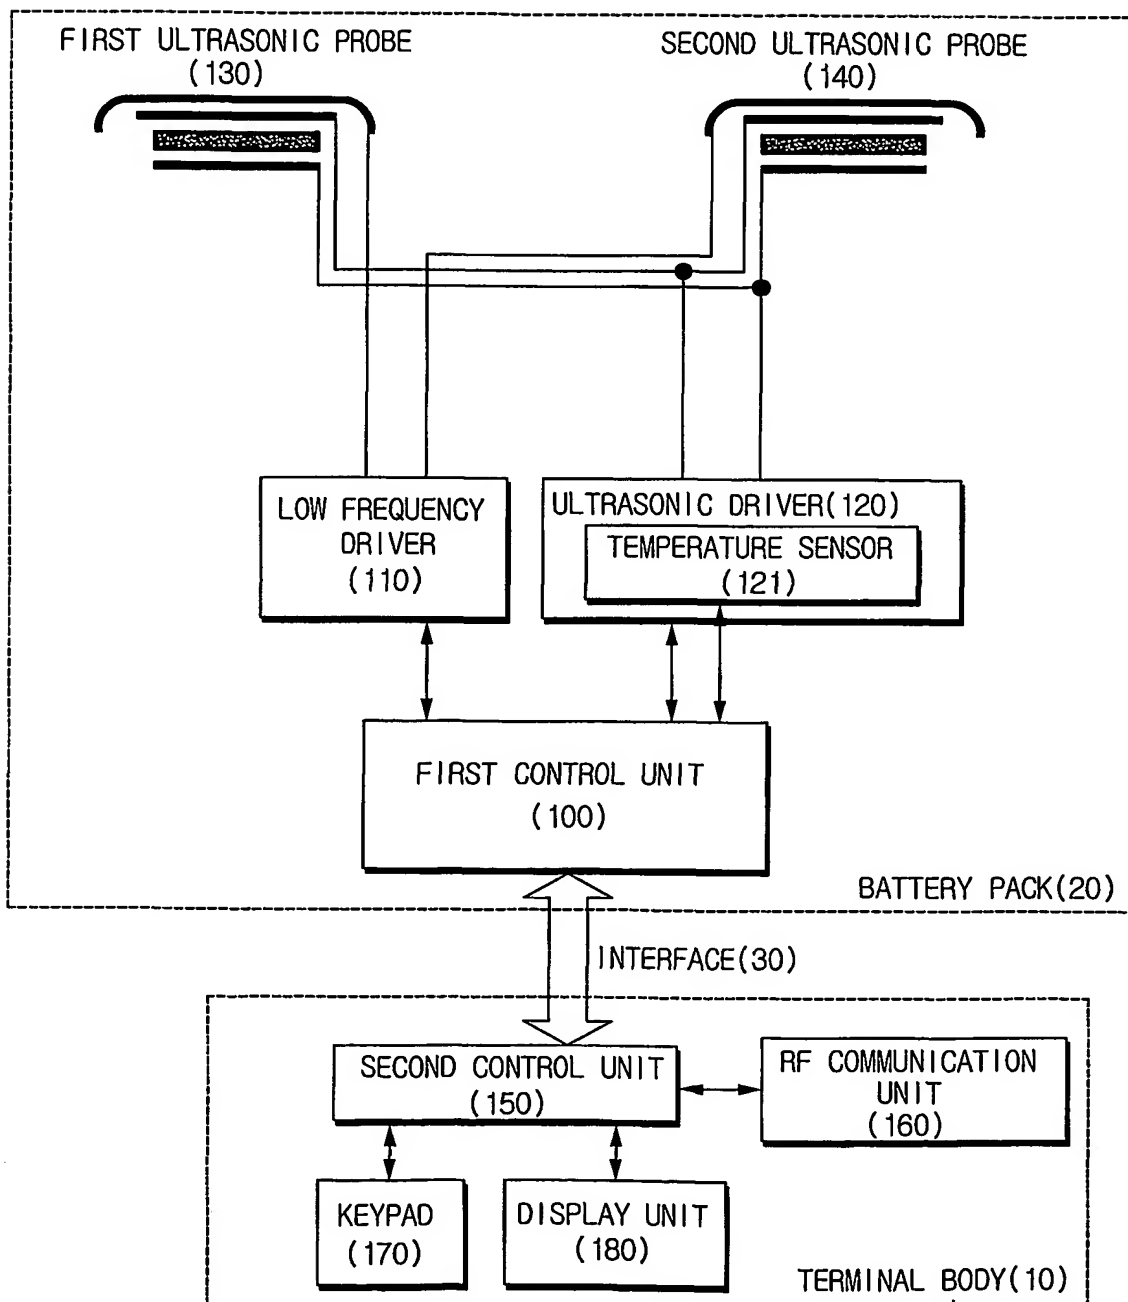 FIRST ULTRASONIC PROBE
(130)
SECOND ULTRASONIC PROBE
(140)
LOW FREQUENCY
DRIVER
(110)
ULTRASONIC DRIVER(120)
TEMPERATURE SENSOR
(121)
FIRST CONTROL UNIT
(100)
BATTERY PACK(20)
INTERFACE(30)
SECOND CONTROL UNIT
(150)
RF COMMUNICATION
UNIT
(160)
KEYPAD
(170)
DISPLAY UNIT
(180)
TERMINAL BODY(10)